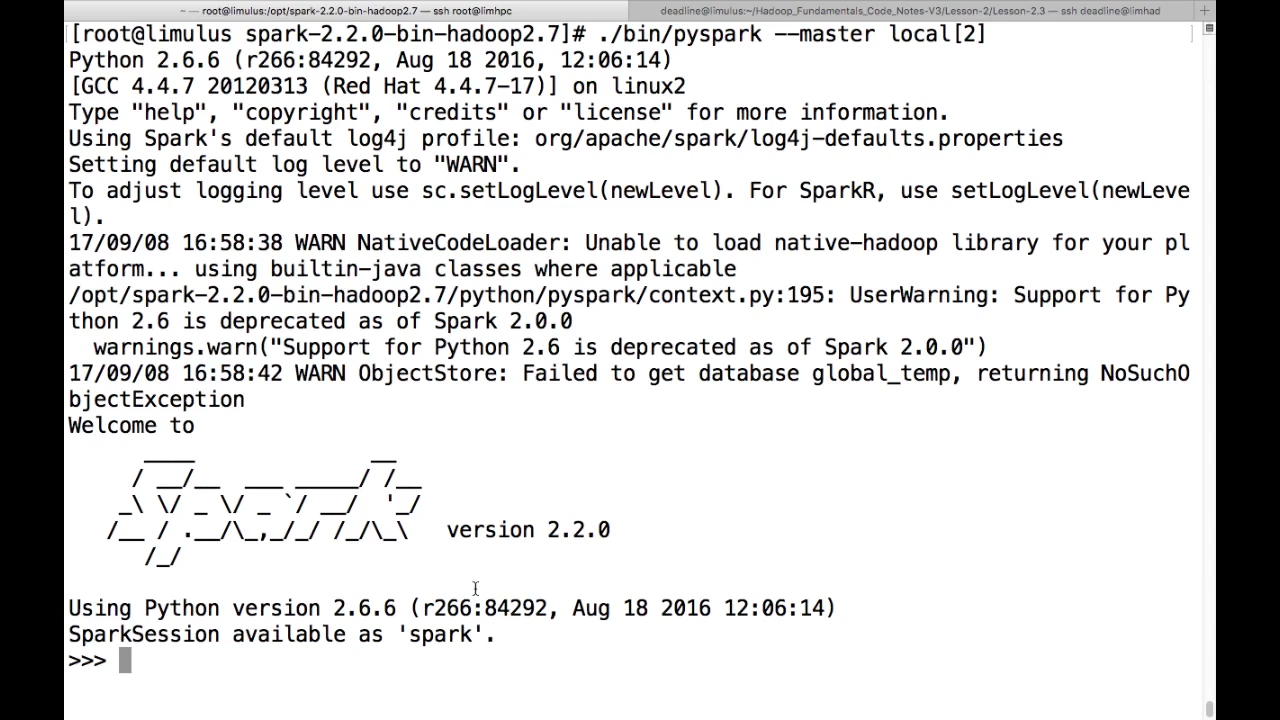 ~ — root@limulus:/opt/spark-2.2.0-bin-hadoop2.7 — ssh root@limhpc
deadline@limulus:~/Hadoop_Fundamentals_Code_Notes-V3/Lesson-2/Lesson-2.3 — ssh deadline@limhad
[root@limulus spark-2.2.0-bin-hadoop2.7]# ./bin/pyspark --master local[2]
Python 2.6.6 (r266:84292, Aug 18 2016, 12:06:14)
[GCC 4.4.7 20120313 (Red Hat 4.4.7-17)] on linux2
Type "help", "copyright", "credits" or "license" for more information.
Using Spark's default log4j profile: org/apache/spark/log4j-defaults.properties
Setting default log level to "WARN".
To adjust logging level use sc.setLogLevel(newLevel). For SparkR, use setLogLevel(newLeve
l).
17/09/08 16:58:38 WARN NativeCodeLoader: Unable to load native-hadoop library for your pl
atform... using builtin-java classes where applicable
/opt/spark-2.2.0-bin-hadoop2.7/python/pyspark/context.py:195: UserWarning: Support for Py
thon 2.6 is deprecated as of Spark 2.0.0
  warnings.warn("Support for Python 2.6 is deprecated as of Spark 2.0.0")
17/09/08 16:58:42 WARN ObjectStore: Failed to get database global_temp, returning NoSuchO
bjectException
Welcome to
Spark version 2.2.0
Using Python version 2.6.6 (r266:84292, Aug 18 2016 12:06:14)
SparkSession available as 'spark'.
>>>